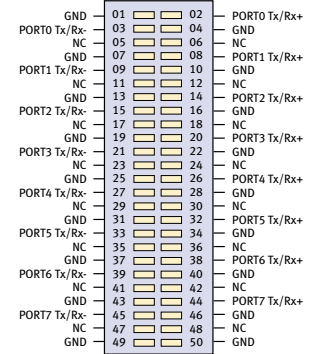 GND 01 02 PORT0 Tx/Rx+
PORT0 Tx/Rx- 03 04 GND
NC 05 06 NC
GND 07 08 PORT1 Tx/Rx+
PORT1 Tx/Rx- 09 10 GND
NC 11 12 NC
GND 13 14 PORT2 Tx/Rx+
PORT2 Tx/Rx- 15 16 GND
NC 17 18 NC
GND 19 20 PORT3 Tx/Rx+
PORT3 Tx/Rx- 21 22 GND
NC 23 24 NC
GND 25 26 PORT4 Tx/Rx+
PORT4 Tx/Rx- 27 28 GND
NC 29 30 NC
GND 31 32 PORT5 Tx/Rx+
PORT5 Tx/Rx- 33 34 GND
NC 35 36 NC
GND 37 38 PORT6 Tx/Rx+
PORT6 Tx/Rx- 39 40 GND
NC 41 42 NC
GND 43 44 PORT7 Tx/Rx+
PORT7 Tx/Rx- 45 46 GND
NC 47 48 NC
GND 49 50 GND